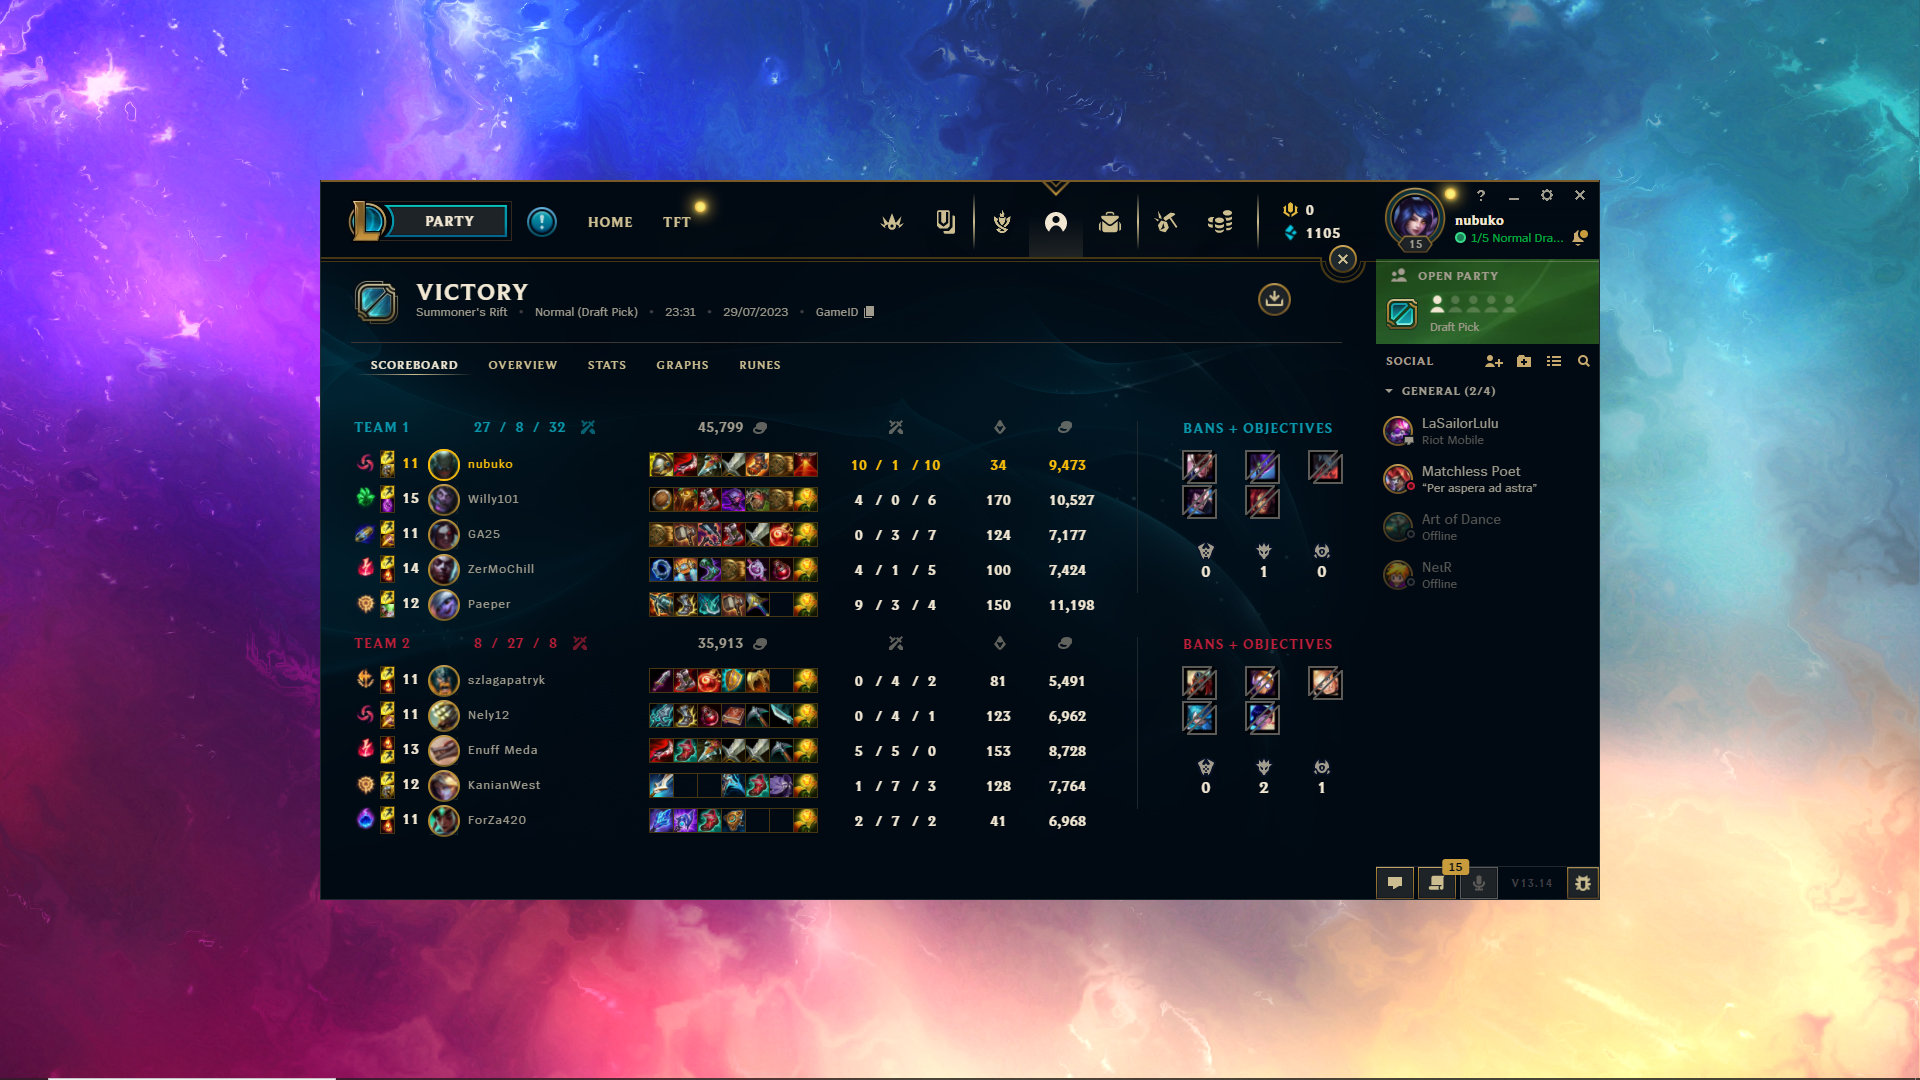 PARTY
HOME
TFT
0
1105
15
nubuko
1/5 Normal Dra...
VICTORY
Summoner's Rift • Normal (Draft Pick) • 23:31 • 29/07/2023 • GameID
OPEN PARTY
Draft Pick
SCOREBOARD OVERVIEW STATS GRAPHS RUNES
SOCIAL
GENERAL (2/4)
LaSailorLulu
Riot Mobile
Matchless Poet
“Per aspera ad astra”
Art of Dance
Offline
NeιR
Offline
TEAM 1 27 / 8 / 32 45,799 BANS + OBJECTIVES
11 nubuko 10 / 1 / 10 34 9,473
15 Willy101 4 / 0 / 6 170 10,527
11 GA25 0 / 3 / 7 124 7,177
14 ZerMoChill 4 / 1 / 5 100 7,424
12 Paeper 9 / 3 / 4 150 11,198
0 1 0
TEAM 2 8 / 27 / 8 35,913 BANS + OBJECTIVES
11 szlagapatryk 0 / 4 / 2 81 5,491
11 Nely12 0 / 4 / 1 123 6,962
13 Enuff Meda 5 / 5 / 0 153 8,728
12 KanianWest 1 / 7 / 3 128 7,764
11 ForZa420 2 / 7 / 2 41 6,968
0 2 1
15
V13.14